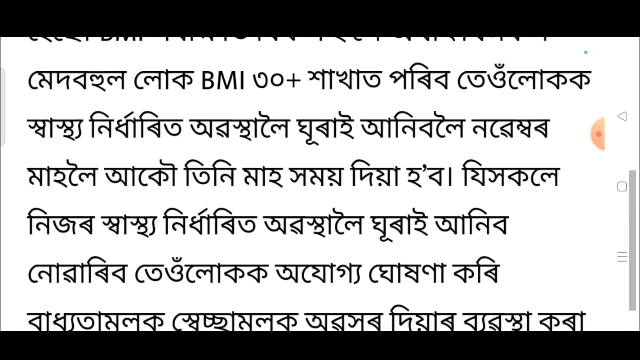 মেদবহুল লোক BMI ৩০+ শাখাত পৰিব তেওঁলোকক
স্বাস্থ্য নিৰ্ধাৰিত অৱস্থালৈ ঘূৰাই আনিবলৈ নৱেম্বৰ
মাহলৈ আকৌ তিনি মাহ সময় দিয়া হ’ব। যিসকলে
নিজৰ স্বাস্থ্য নিৰ্ধাৰিত অৱস্থালৈ ঘূৰাই আনিব
নোৱাৰিব তেওঁলোকক অযোগ্য ঘোষণা কৰি
বাধ্যতামূলক স্বেচ্ছামূলক অৱসৰ দিয়াৰ ব্যৱস্থা কৰা